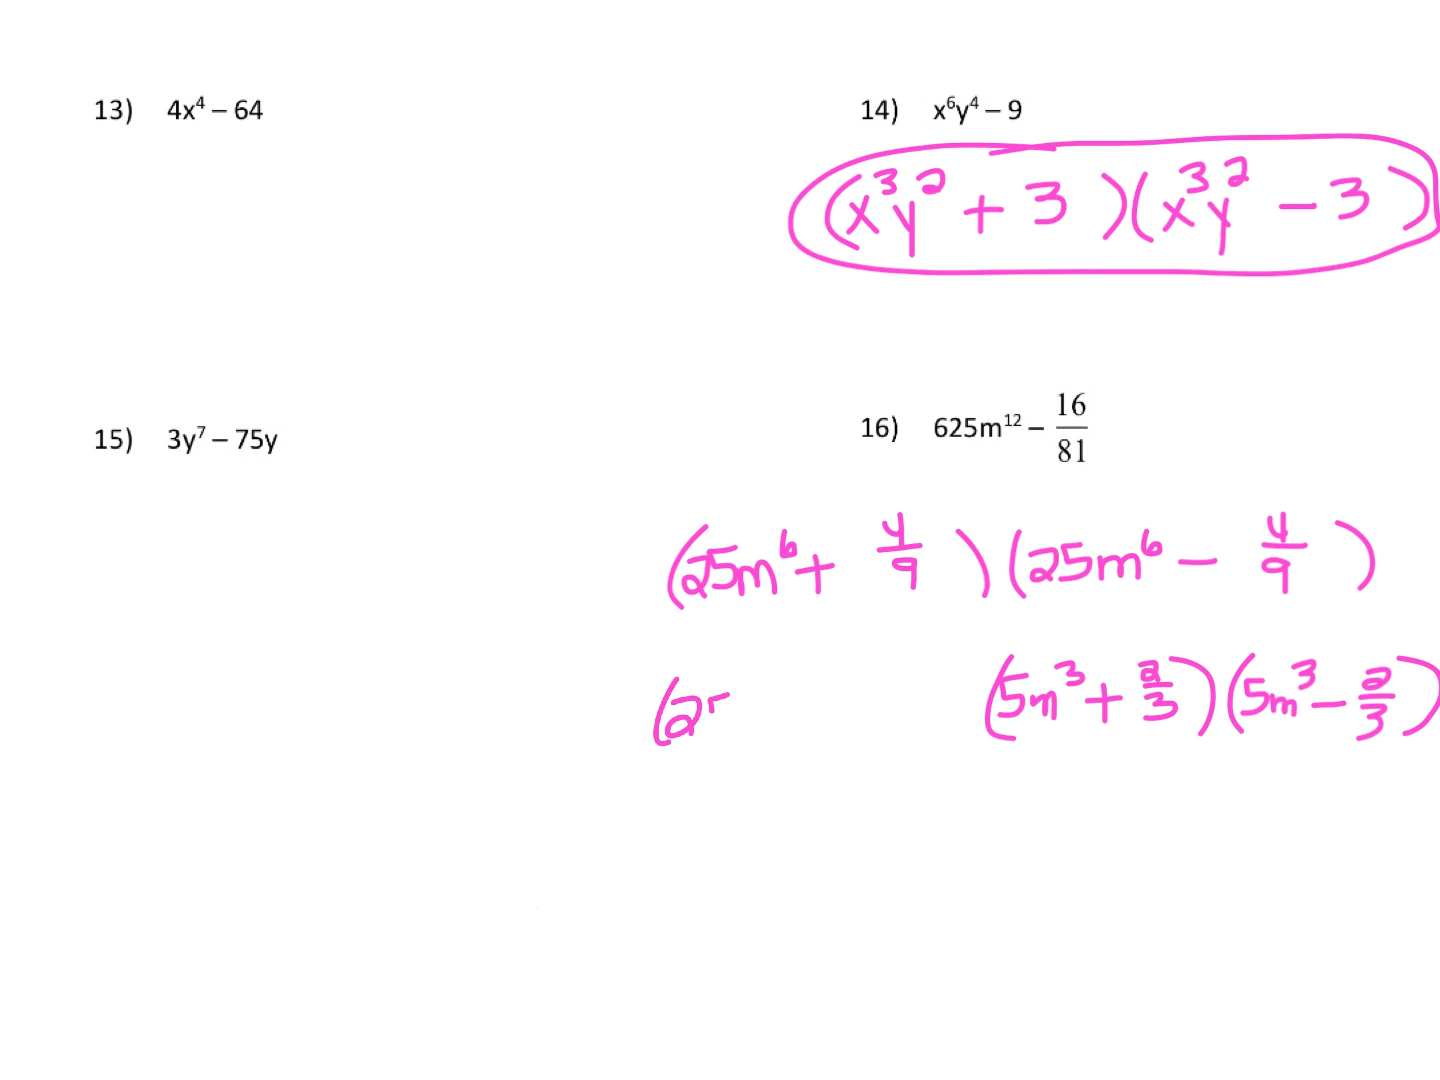 13) 4x⁴ – 64
14) x⁶y⁴ – 9
(x³y² + 3)(x³y² – 3)
15) 3y⁷ – 75y
16) 625m¹² – 16/81
(25m⁶ + 4/9)(25m⁶ – 4/9)
(2 (5m³ + 2/3)(5m³ – 2/3)